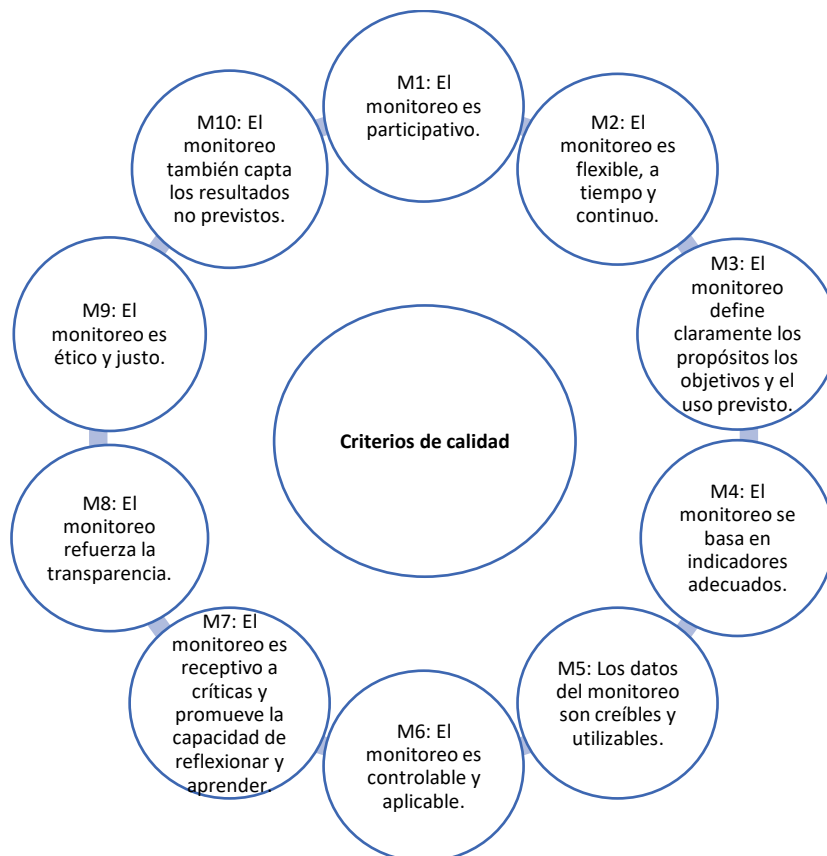 M1: El
monitoreo es
participativo.
M2: El
monitoreo es
flexible, a
tiempo y
continuo.
M3: El
monitoreo
define
claramente los
propósitos los
objetivos y el
uso previsto.
M4: El
monitoreo se
basa en
indicadores
adecuados.
M5: Los datos
del monitoreo
son creíbles y
utilizables.
M6: El
monitoreo es
controlable y
aplicable.
M7: El
monitoreo es
receptivo a
críticas y
promueve la
capacidad de
reflexionar y
aprender.
M8: El
monitoreo
refuerza la
transparencia.
M9: El
monitoreo es
ético y justo.
M10: El
monitoreo
también capta
los resultados
no previstos.
Criterios de calidad